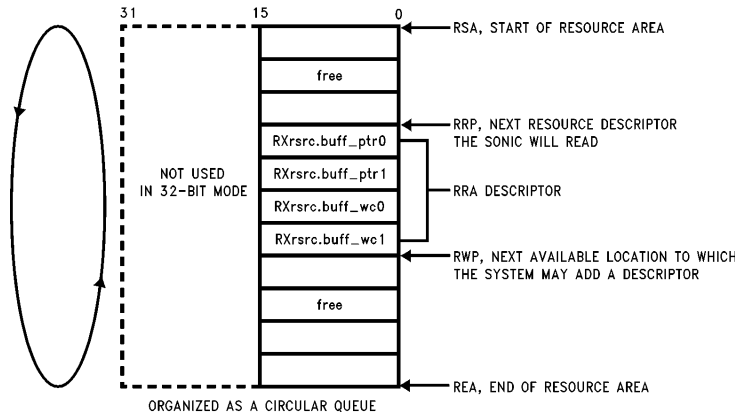 31 15 0
RSA, START OF RESOURCE AREA
free
RRP, NEXT RESOURCE DESCRIPTOR
THE SONIC WILL READ
RXrsrc.buff_ptr0
NOT USED
IN 32-BIT MODE
RXrsrc.buff_ptr1
RRA DESCRIPTOR
RXrsrc.buff_wc0
RXrsrc.buff_wc1
RWP, NEXT AVAILABLE LOCATION TO WHICH
THE SYSTEM MAY ADD A DESCRIPTOR
free
REA, END OF RESOURCE AREA
ORGANIZED AS A CIRCULAR QUEUE